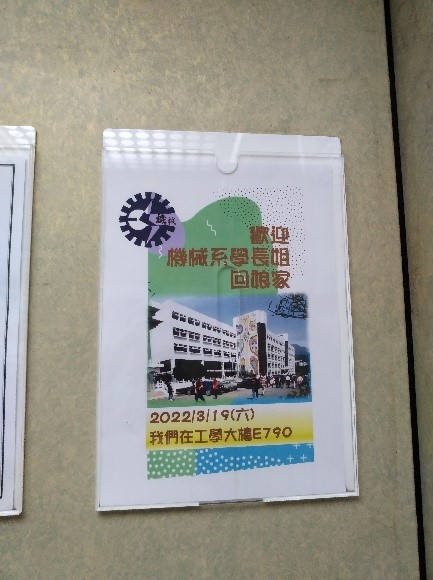 機械
歡迎
機械系學長姐
回娘家
2022/3/19(六)
我們在工學大樓E790